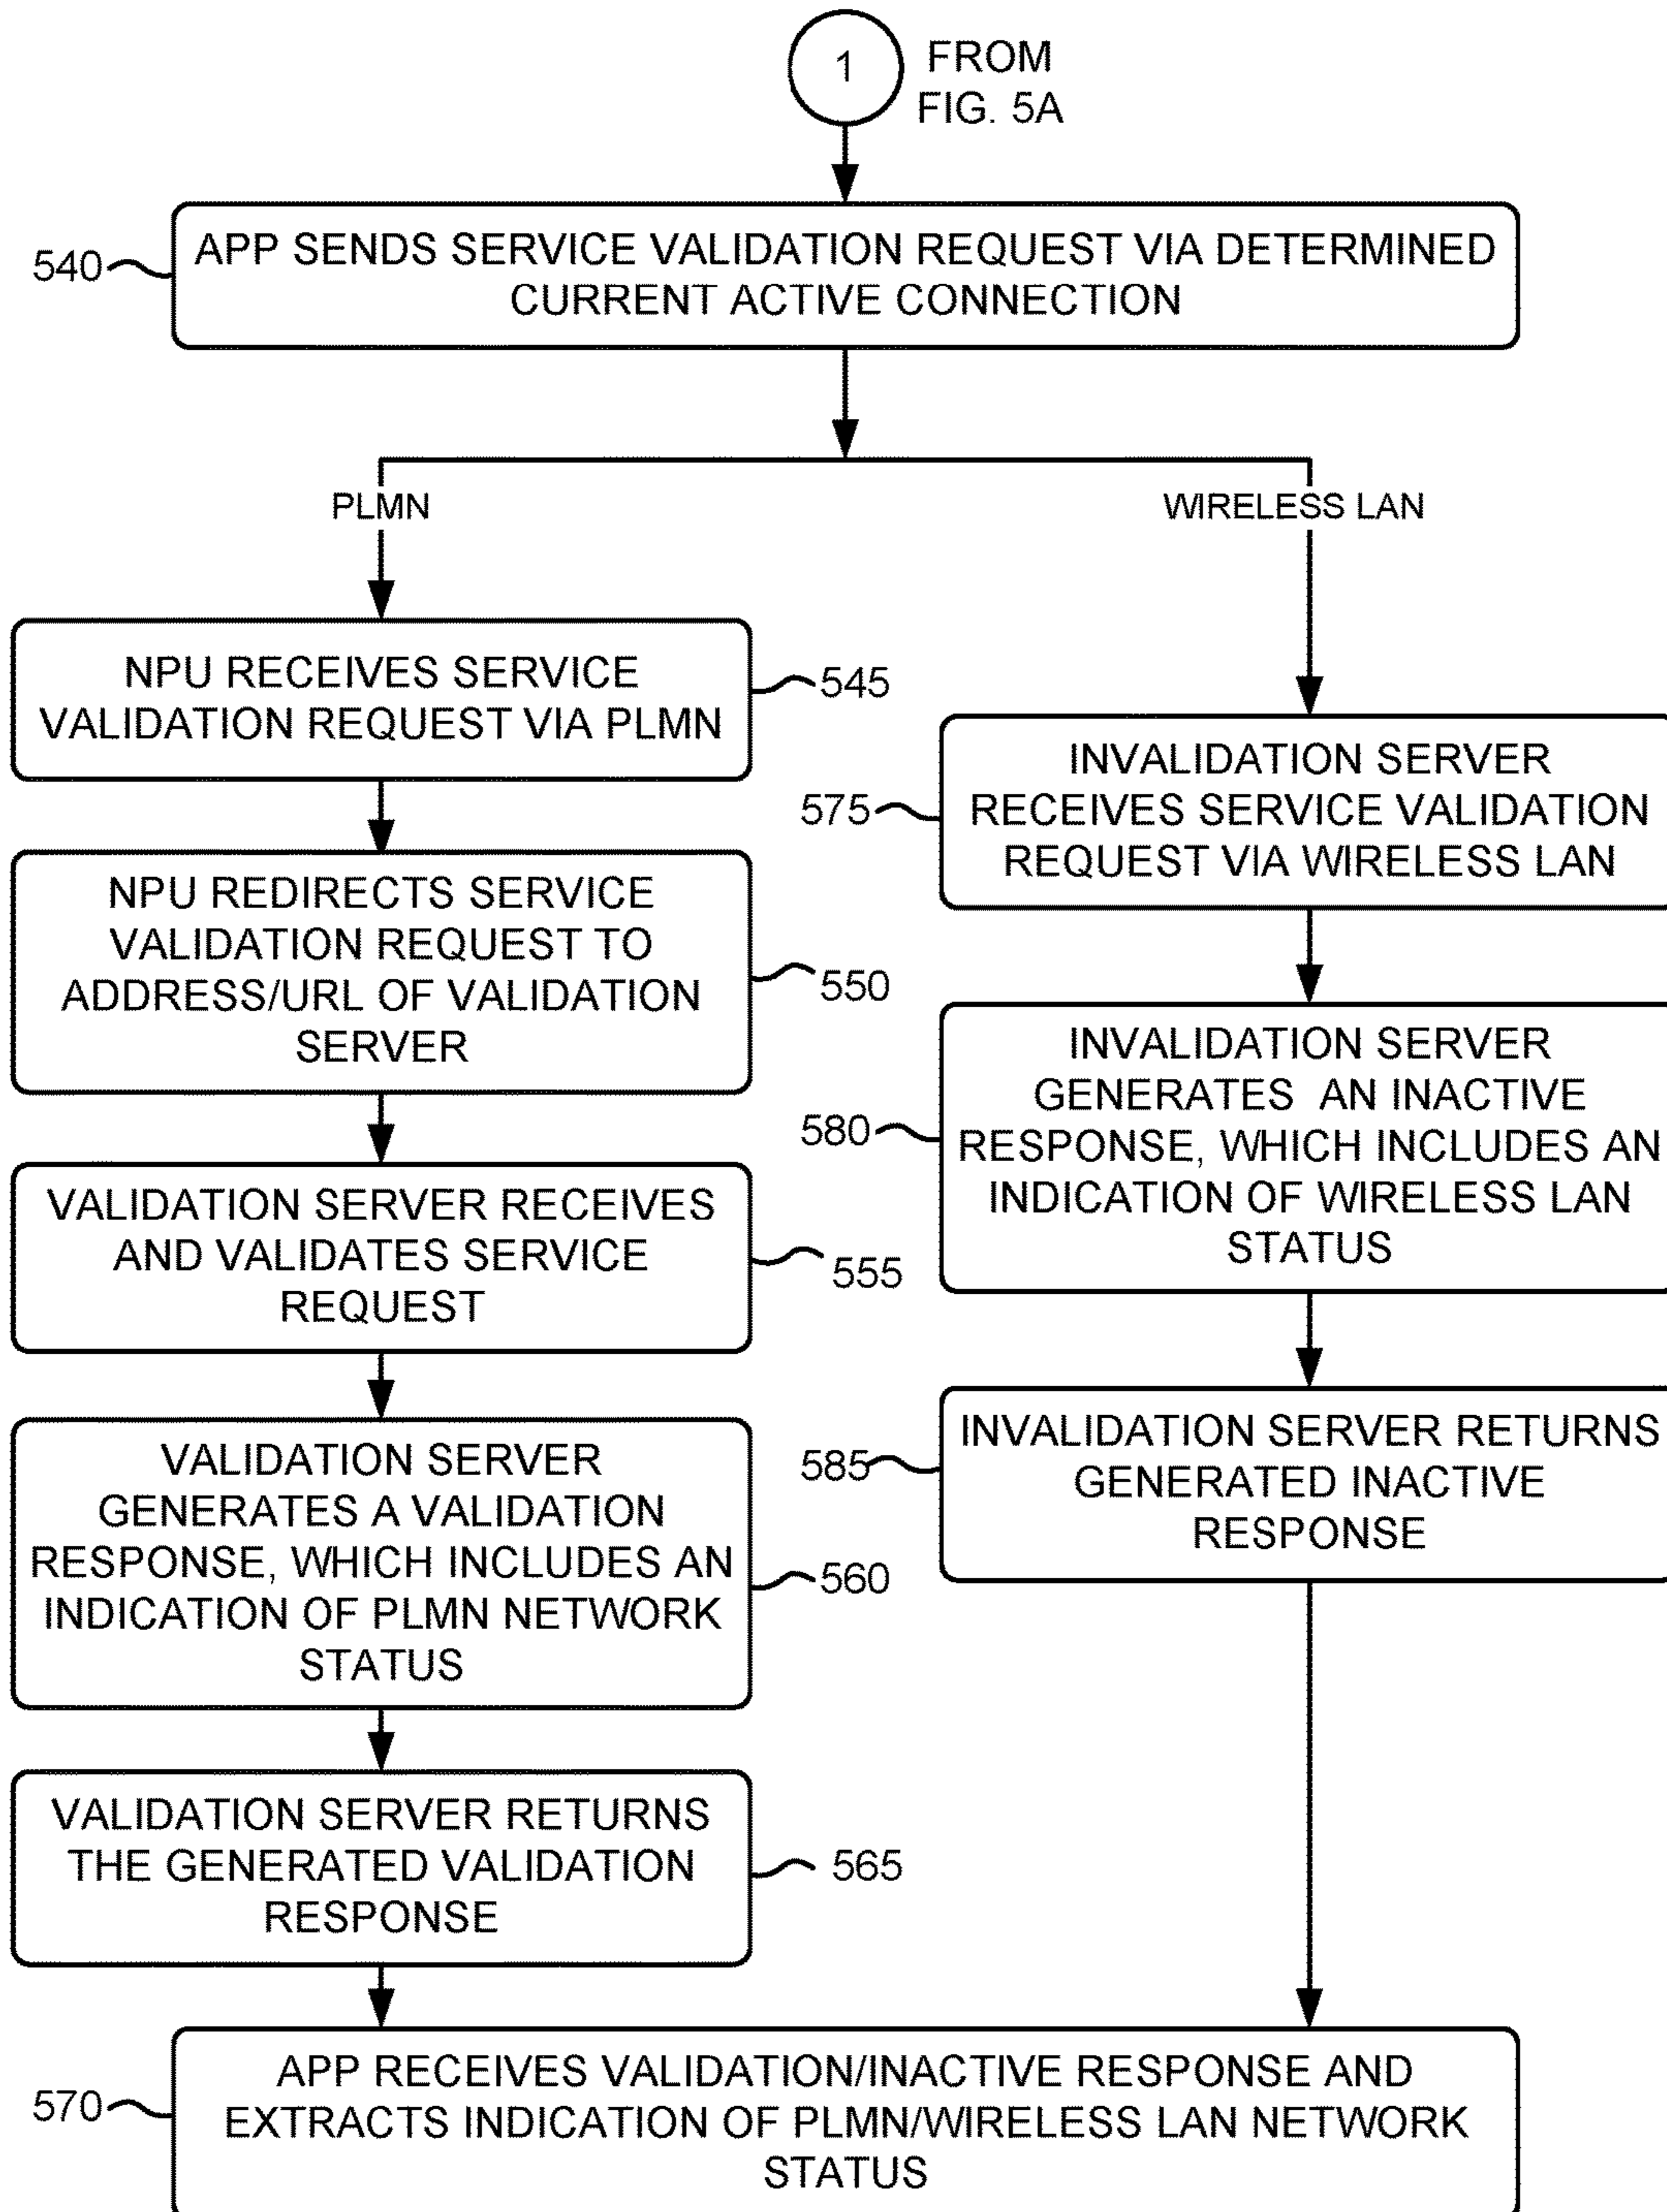 1
FROM
FIG. 5A
540
APP SENDS SERVICE VALIDATION REQUEST VIA DETERMINED
CURRENT ACTIVE CONNECTION
PLMN
WIRELESS LAN
NPU RECEIVES SERVICE
VALIDATION REQUEST VIA PLMN
545
NPU REDIRECTS SERVICE
VALIDATION REQUEST TO
ADDRESS/URL OF VALIDATION
SERVER
550
VALIDATION SERVER RECEIVES
AND VALIDATES SERVICE
REQUEST
555
VALIDATION SERVER
GENERATES A VALIDATION
RESPONSE, WHICH INCLUDES AN
INDICATION OF PLMN NETWORK
STATUS
560
VALIDATION SERVER RETURNS
THE GENERATED VALIDATION
RESPONSE
565
575
INVALIDATION SERVER
RECEIVES SERVICE VALIDATION
REQUEST VIA WIRELESS LAN
580
INVALIDATION SERVER
GENERATES AN INACTIVE
RESPONSE, WHICH INCLUDES AN
INDICATION OF WIRELESS LAN
STATUS
585
INVALIDATION SERVER RETURNS
GENERATED INACTIVE
RESPONSE
570
APP RECEIVES VALIDATION/INACTIVE RESPONSE AND
EXTRACTS INDICATION OF PLMN/WIRELESS LAN NETWORK
STATUS